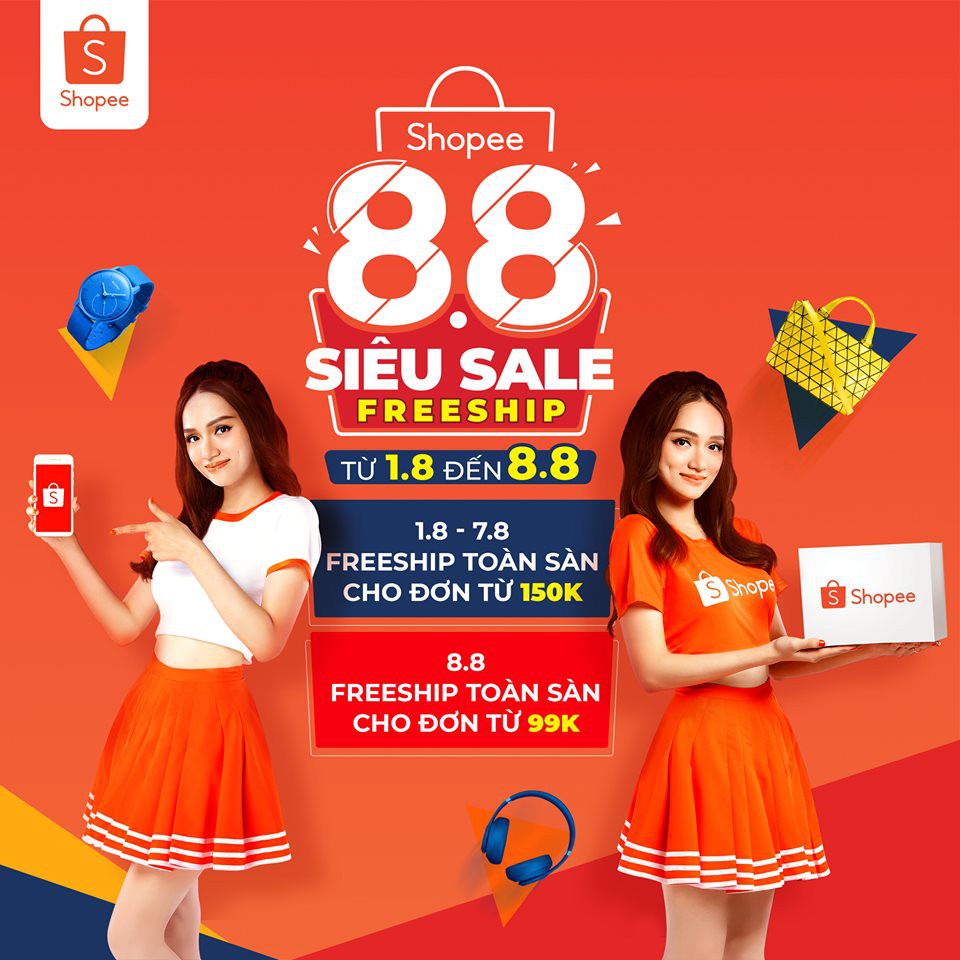 S
Shopee
Shopee
8.8
SIÊU SALE
FREESHIP
TỪ 1.8 ĐẾN 8.8
1.8 - 7.8
FREESHIP TOÀN SÀN
CHO ĐƠN TỪ 150K
8.8
FREESHIP TOÀN SÀN
CHO ĐƠN TỪ 99K
S
S Shope
S Shopee